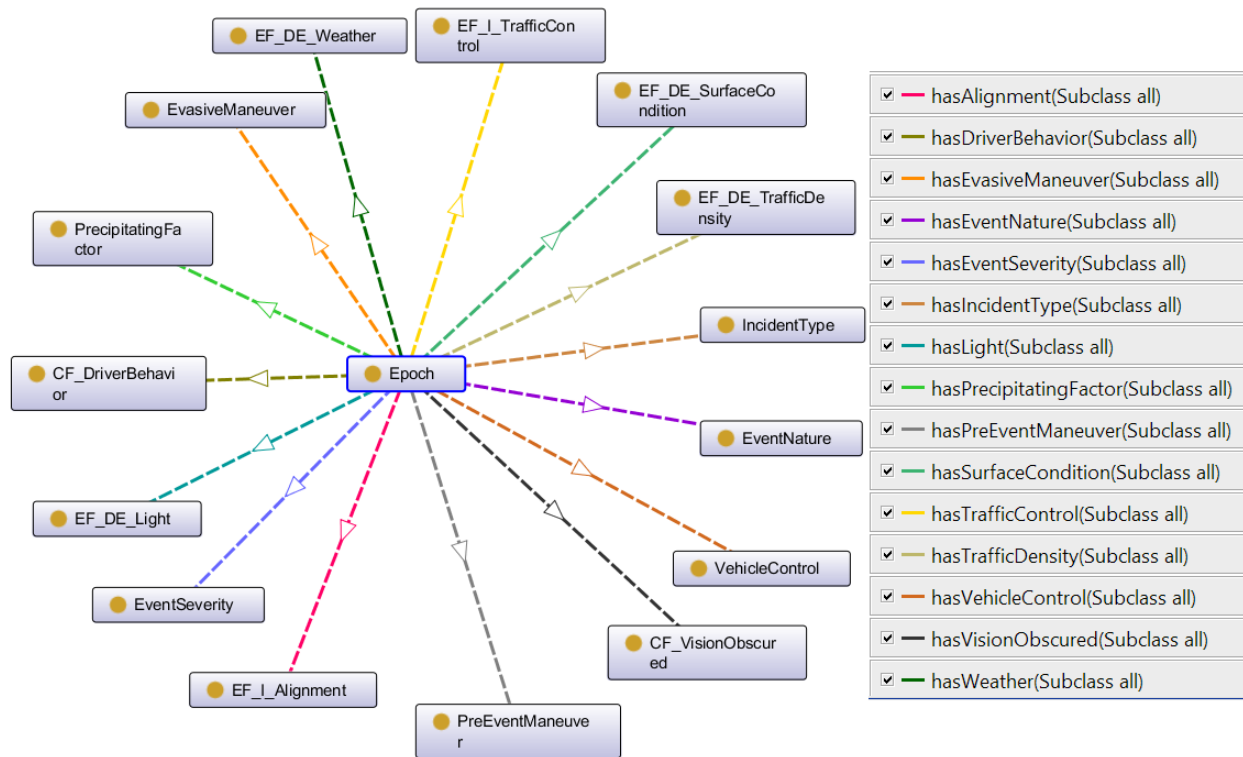 EF_DE_Weather
EF_I_TrafficCon
trol
EF_DE_SurfaceCo
ndition
EvasiveManeuver
EF_DE_TrafficDe
nsity
PrecipitatingFa
ctor
IncidentType
Epoch
CF_DriverBehavi
or
EventNature
EF_DE_Light
VehicleControl
EventSeverity
CF_VisionObscur
ed
EF_I_Alignment
PreEventManeuve
r
hasAlignment(Subclass all)
hasDriverBehavior(Subclass all)
hasEvasiveManeuver(Subclass all)
hasEventNature(Subclass all)
hasEventSeverity(Subclass all)
hasIncidentType(Subclass all)
hasLight(Subclass all)
hasPrecipitatingFactor(Subclass all)
hasPreEventManeuver(Subclass all)
hasSurfaceCondition(Subclass all)
hasTrafficControl(Subclass all)
hasTrafficDensity(Subclass all)
hasVehicleControl(Subclass all)
hasVisionObscured(Subclass all)
hasWeather(Subclass all)